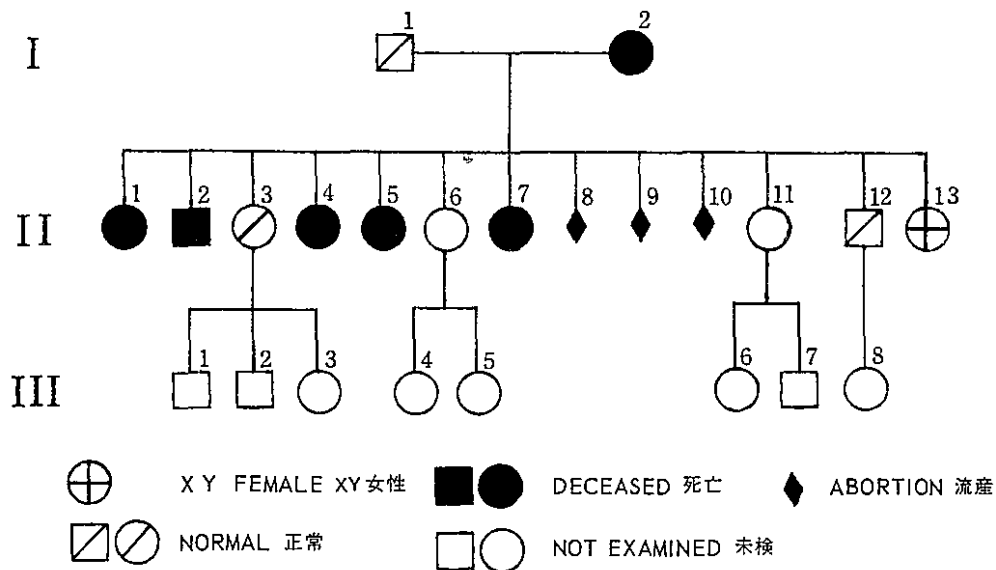 I
1
2
II
1 2 3 4 5 6 7 8 9 10 11 12 13
III
1 2 3 4 5 6 7 8
X Y FEMALE XY女性
DECEASED 死亡
ABORTION 流産
NORMAL 正常
NOT EXAMINED 未検